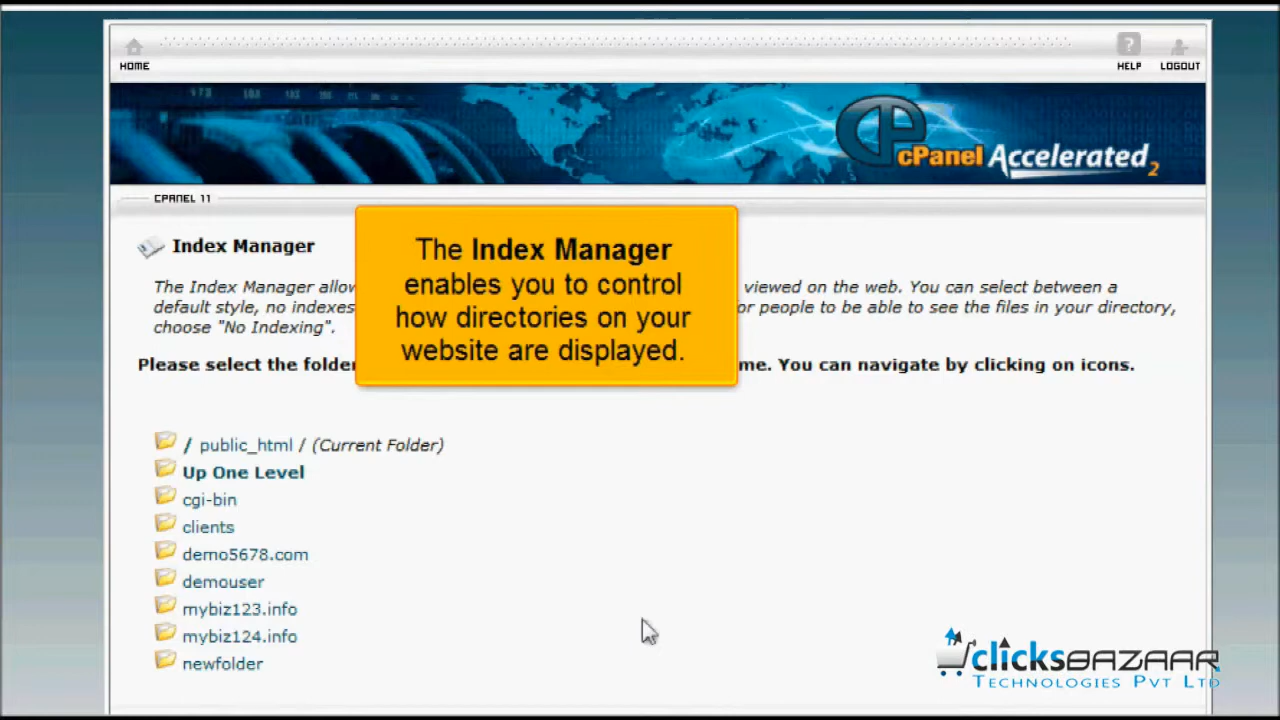 HOME
HELP
LOGOUT
cPanel Accelerated2
CPANEL 11
Index Manager
The Index Manager
enables you to control
how directories on your
website are displayed.
The Index Manager allow viewed on the web. You can select between a
default style, no indexes or people to be able to see the files in your directory,
choose "No Indexing".
Please select the folder me. You can navigate by clicking on icons.
/ public_html / (Current Folder)
Up One Level
cgi-bin
clients
demo5678.com
demouser
mybiz123.info
mybiz124.info
newfolder
clicksBAZAAR
TECHNOLOGIES PVT LTD